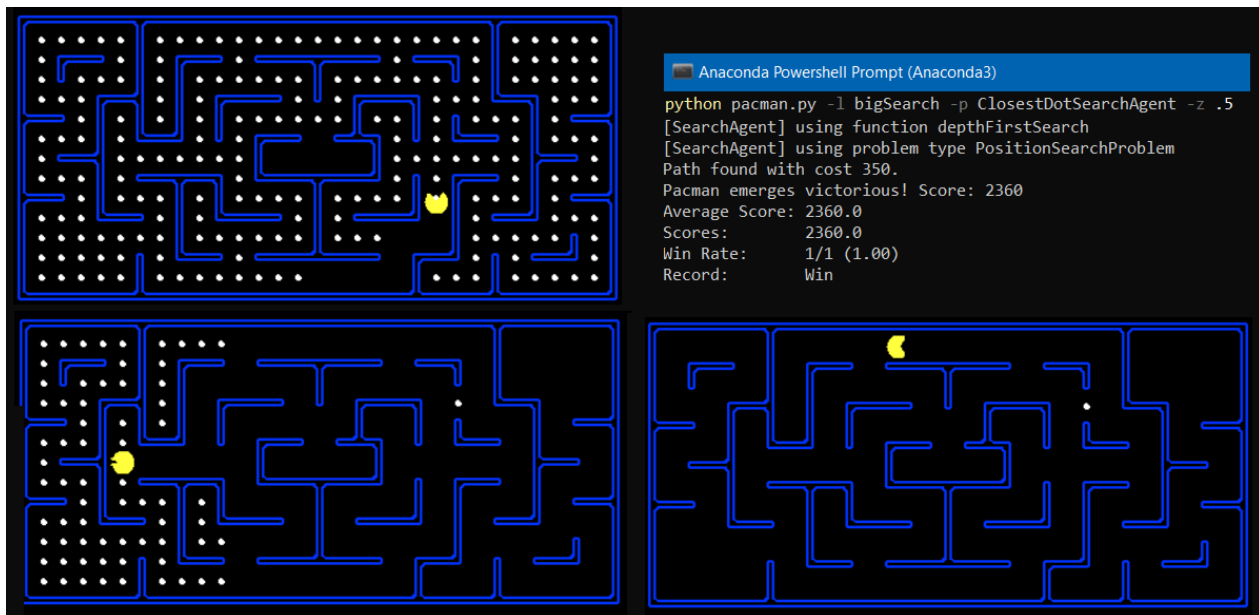 Anaconda Powershell Prompt (Anaconda3)
python pacman.py -l bigSearch -p ClosestDotSearchAgent -z .5
[SearchAgent] using function depthFirstSearch
[SearchAgent] using problem type PositionSearchProblem
Path found with cost 350.
Pacman emerges victorious! Score: 2360
Average Score: 2360.0
Scores:        2360.0
Win Rate:      1/1 (1.00)
Record:        Win